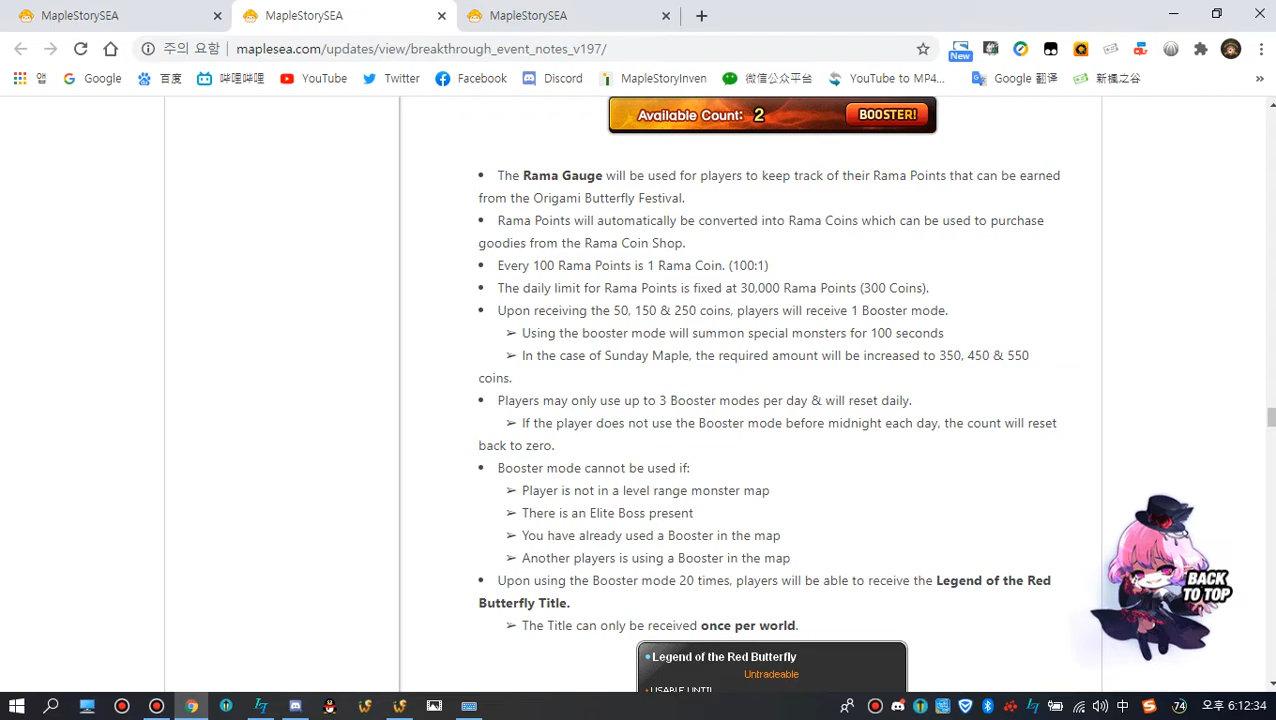 MapleStorySEA
MapleStorySEA
MapleStorySEA
주의 요함
maplesea.com/updates/view/breakthrough_event_notes_v197/
New
앱
Google
百度
哔哩哔哩
YouTube
Twitter
Facebook
Discord
MapleStoryInven
微信公众平台
YouTube to MP4...
Google 翻译
新楓之谷
»
Available Count: 2 BOOSTER!
• The Rama Gauge will be used for players to keep track of their Rama Points that can be earned
from the Origami Butterfly Festival.
• Rama Points will automatically be converted into Rama Coins which can be used to purchase
goodies from the Rama Coin Shop.
• Every 100 Rama Points is 1 Rama Coin. (100:1)
• The daily limit for Rama Points is fixed at 30,000 Rama Points (300 Coins).
• Upon receiving the 50, 150 & 250 coins, players will receive 1 Booster mode.
➢ Using the booster mode will summon special monsters for 100 seconds
➢ In the case of Sunday Maple, the required amount will be increased to 350, 450 & 550
coins.
• Players may only use up to 3 Booster modes per day & will reset daily.
➢ If the player does not use the Booster mode before midnight each day, the count will reset
back to zero.
• Booster mode cannot be used if:
➢ Player is not in a level range monster map
➢ There is an Elite Boss present
➢ You have already used a Booster in the map
➢ Another players is using a Booster in the map
• Upon using the Booster mode 20 times, players will be able to receive the Legend of the Red
Butterfly Title.
➢ The Title can only be received once per world.
BACK
TO TOP
Legend of the Red Butterfly
Untradeable
USABLE UNTIL
中
오후 6:12:34